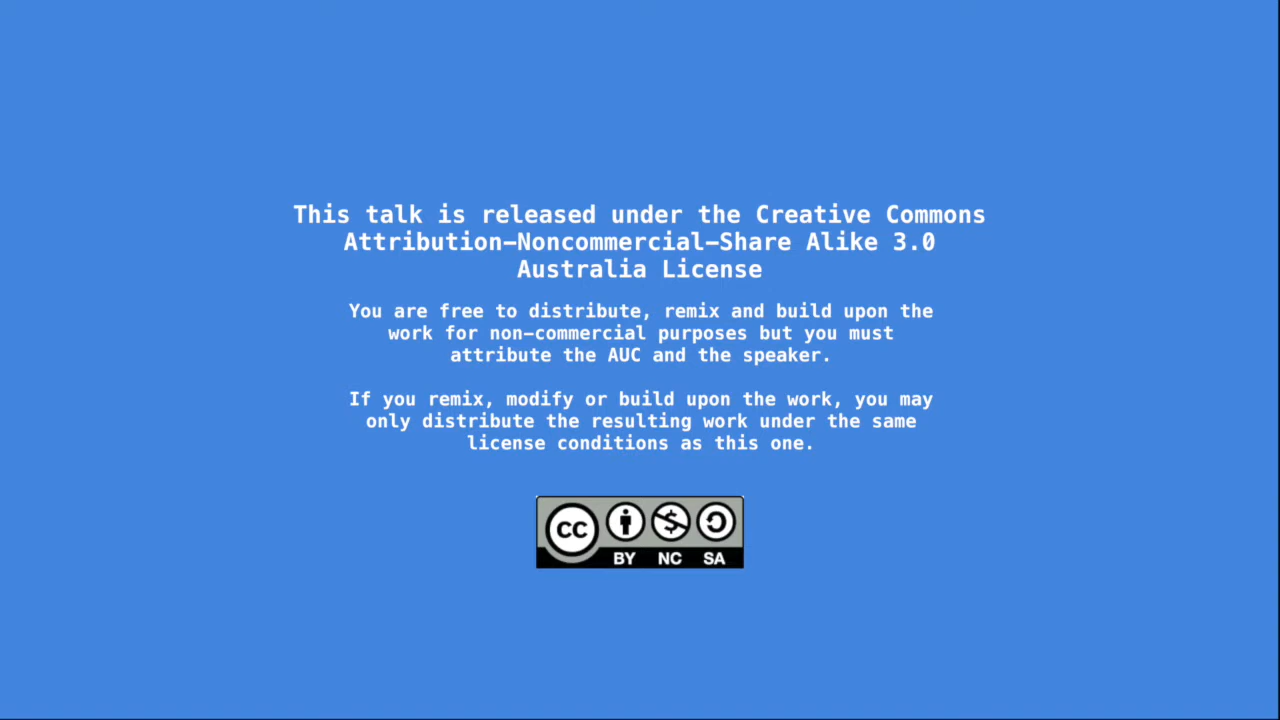 This talk is released under the Creative Commons
Attribution–Noncommercial–Share Alike 3.0
Australia License
You are free to distribute, remix and build upon the
work for non–commercial purposes but you must
attribute the AUC and the speaker.
If you remix, modify or build upon the work, you may
only distribute the resulting work under the same
license conditions as this one.
CC
BY NC SA